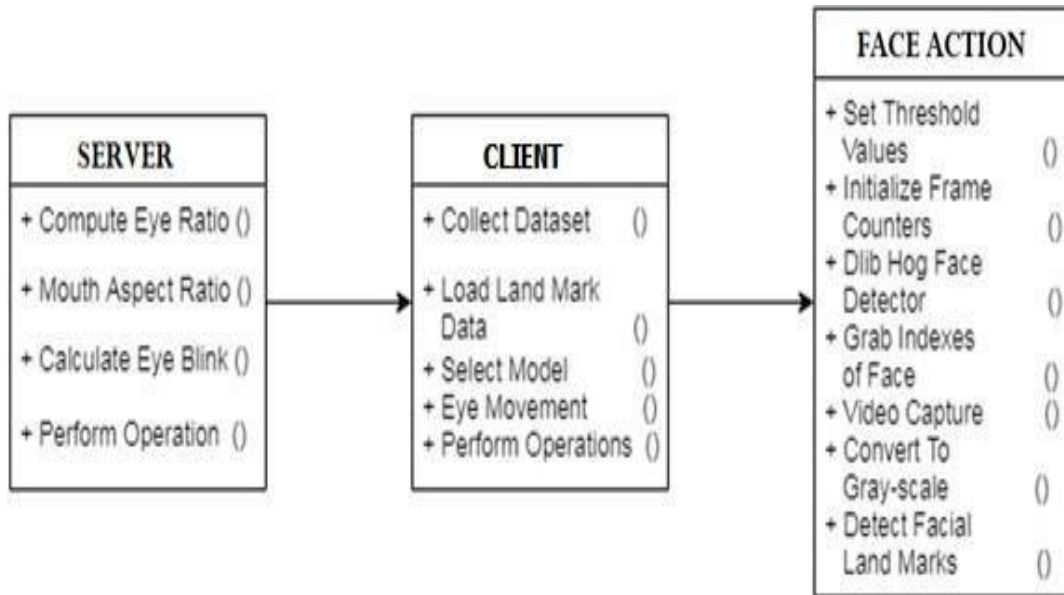 SERVER
+ Compute Eye Ratio ()
+ Mouth Aspect Ratio ()
+ Calculate Eye Blink ()
+ Perform Operation ()
CLIENT
+ Collect Dataset ()
+ Load Land Mark
Data ()
+ Select Model ()
+ Eye Movement ()
+ Perform Operations ()
FACE ACTION
+ Set Threshold
Values ()
+ Initialize Frame
Counters ()
+ Dlib Hog Face
Detector ()
+ Grab Indexes
of Face ()
+ Video Capture ()
+ Convert To
Gray-scale ()
+ Detect Facial
Land Marks ()